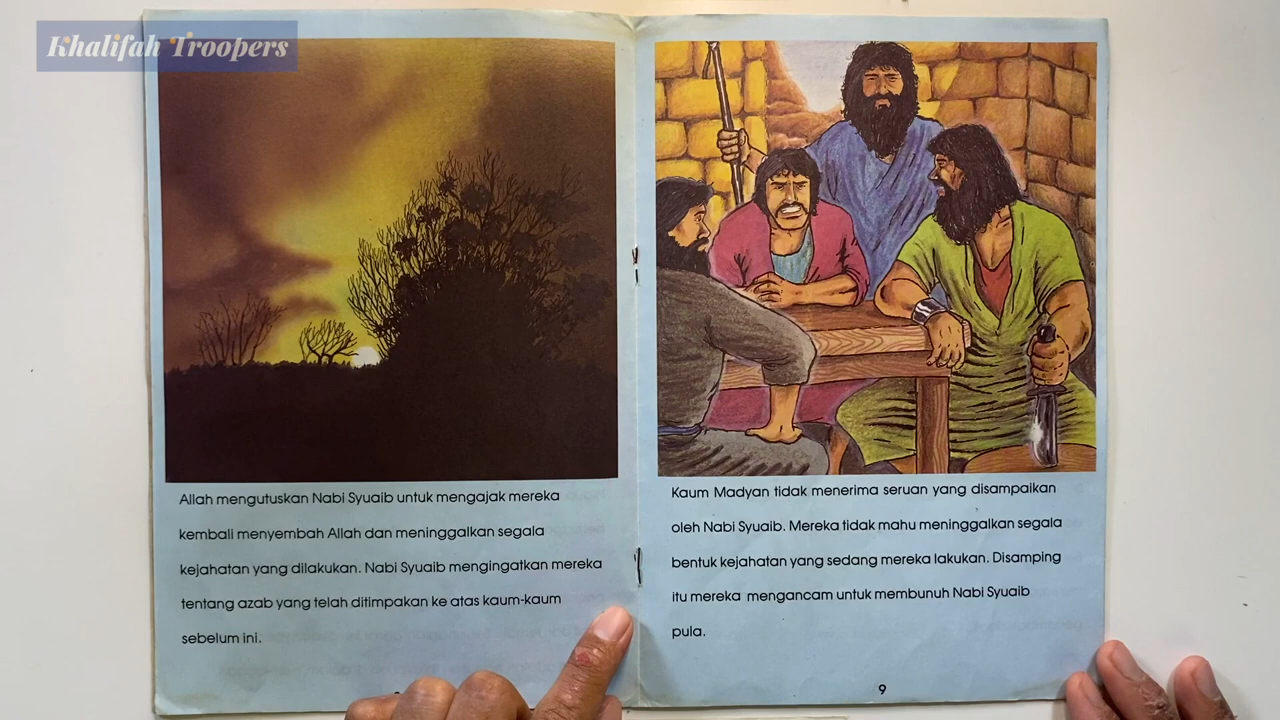 Khalifah Troopers
Allah mengutuskan Nabi Syuaib untuk mengajak mereka
kembali menyembah Allah dan meninggalkan segala
kejahatan yang dilakukan. Nabi Syuaib mengingatkan mereka
tentang azab yang telah ditimpakan ke atas kaum-kaum
sebelum ini.
Kaum Madyan tidak menerima seruan yang disampaikan
oleh Nabi Syuaib. Mereka tidak mahu meninggalkan segala
bentuk kejahatan yang sedang mereka lakukan. Disamping
itu mereka mengancam untuk membunuh Nabi Syuaib
pula.
9